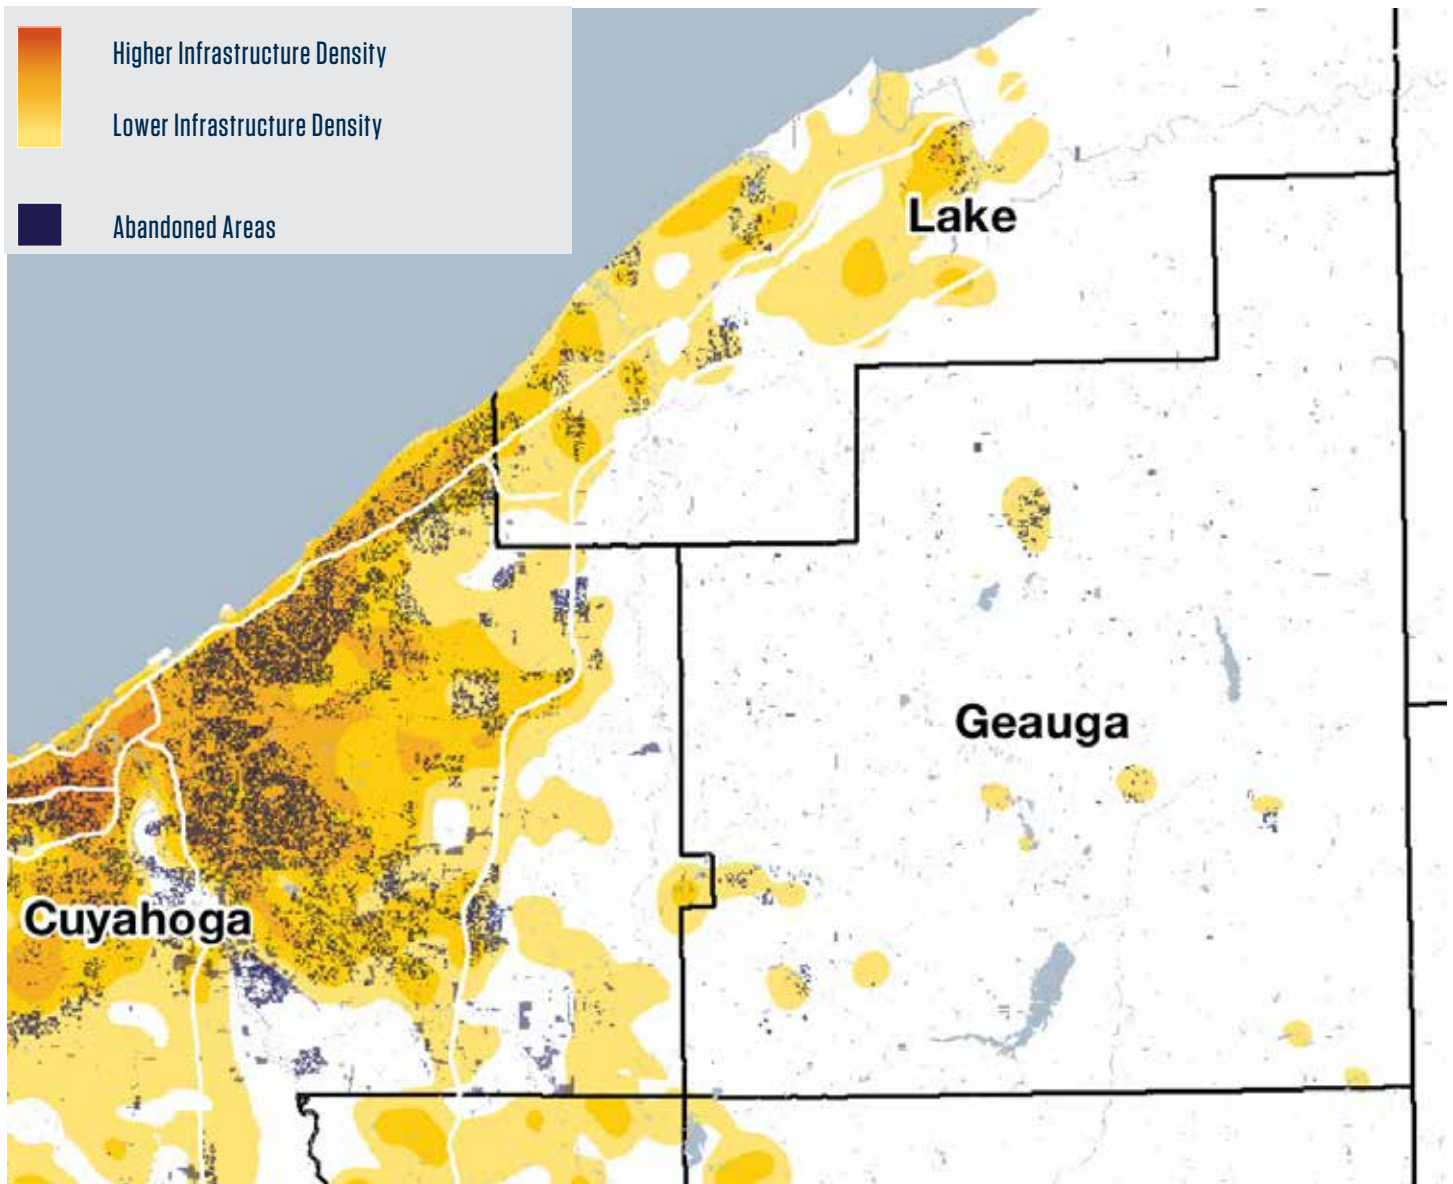 Higher Infrastructure Density
Lower Infrastructure Density
Abandoned Areas
Lake
Geauga
Cuyahoga